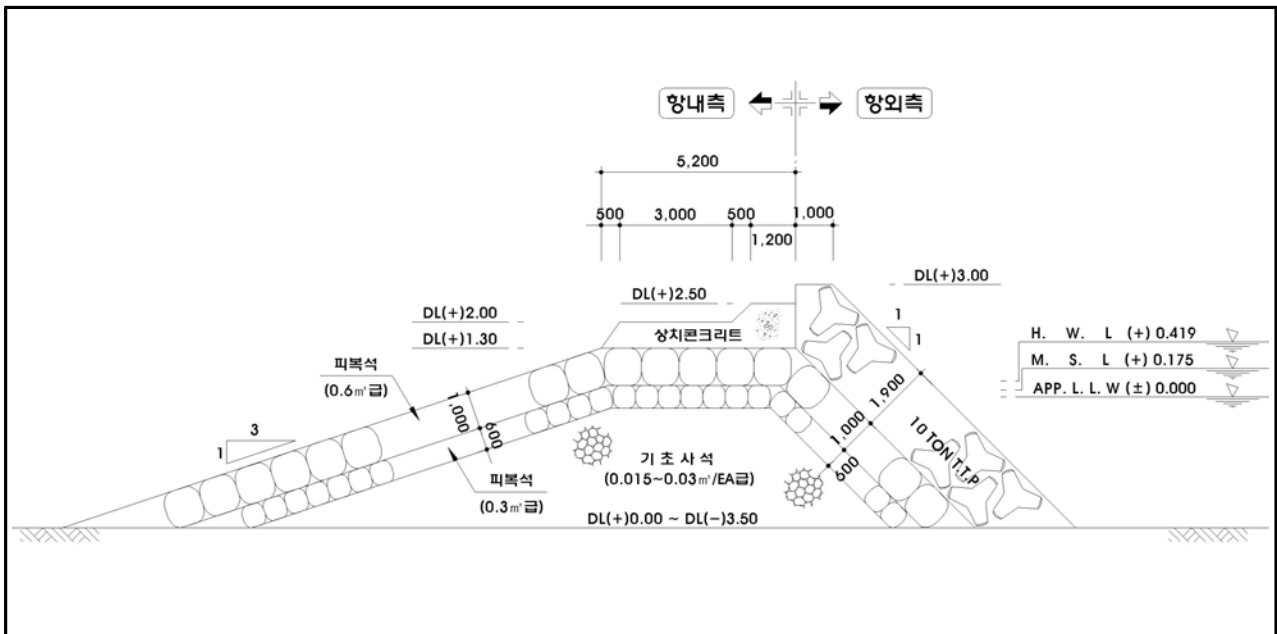 항내측 항외측
5,200
500 3,000 500 1,000
1,200
DL(+)3.00
DL(+)2.50
DL(+)2.00
DL(+)1.30
상치콘크리트
1
1
H. W. L (+) 0.419
M. S. L (+) 0.175
APP. L. L. W (±) 0.000
피복석
(0.6㎥급)
1,000
600
3
1
피복석
(0.3㎥급)
기초사석
(0.015~0.03㎥/EA급)
DL(+)0.00 ~ DL(-)3.50
1,900
1,000
600
10 TON T.T.P